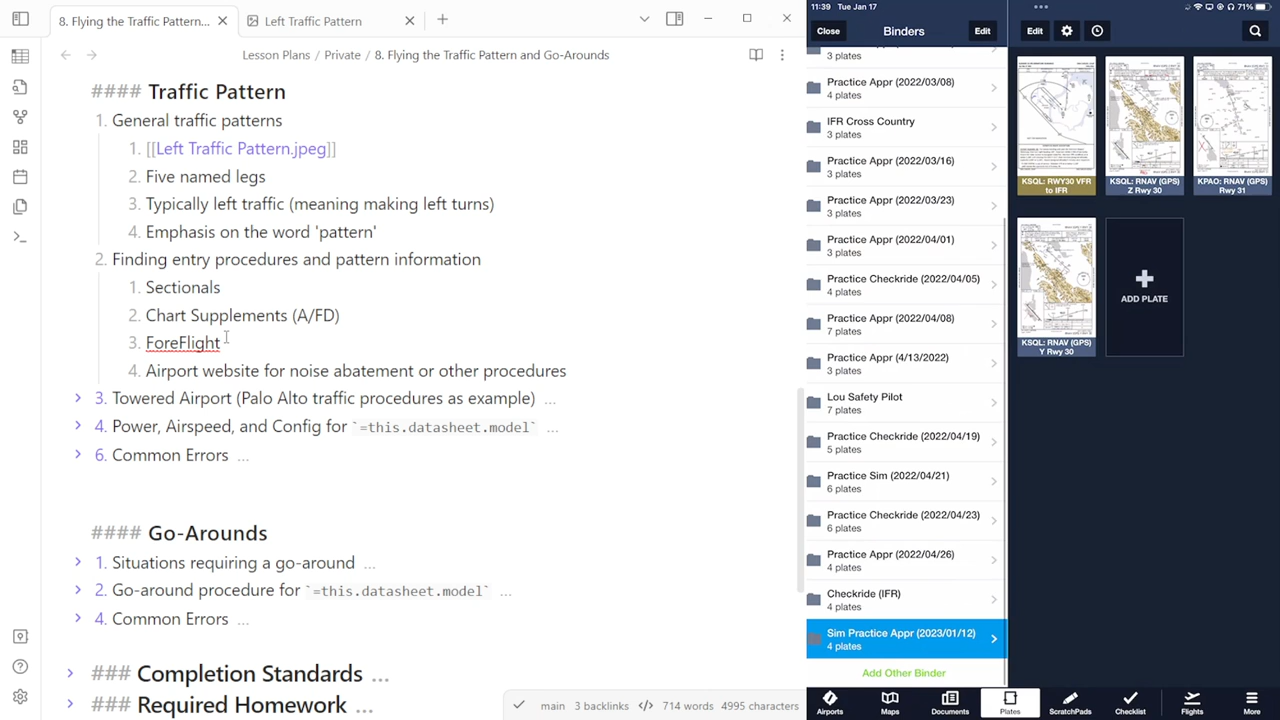 8. Flying the Traffic Pattern...
Left Traffic Pattern
Lesson Plans / Private / 8. Flying the Traffic Pattern and Go-Arounds
#### Traffic Pattern
1. General traffic patterns
1. [[Left Traffic Pattern.jpeg]]
2. Five named legs
3. Typically left traffic (meaning making left turns)
4. Emphasis on the word 'pattern'
2. Finding entry procedures and pattern information
1. Sectionals
2. Chart Supplements (A/FD)
3. ForeFlight
4. Airport website for noise abatement or other procedures
3. Towered Airport (Palo Alto traffic procedures as example) ...
4. Power, Airspeed, and Config for `=this.datasheet.model` ...
6. Common Errors ...
#### Go-Arounds
1. Situations requiring a go-around ...
2. Go-around procedure for `=this.datasheet.model` ...
4. Common Errors ...
### Completion Standards ...
### Required Homework ...
main 3 backlinks 714 words 4995 characters
11:39 Tue Jan 17
71%
Close Binders Edit
3 plates
Practice Appr (2022/03/08)
4 plates
IFR Cross Country
3 plates
Practice Appr (2022/03/16)
3 plates
Practice Appr (2022/03/23)
3 plates
Practice Appr (2022/04/01)
3 plates
Practice Checkride (2022/04/05)
4 plates
Practice Appr (2022/04/08)
7 plates
Practice Appr (4/13/2022)
3 plates
Lou Safety Pilot
7 plates
Practice Checkride (2022/04/19)
5 plates
Practice Sim (2022/04/21)
6 plates
Practice Checkride (2022/04/23)
6 plates
Practice Appr (2022/04/26)
4 plates
Checkride (IFR)
4 plates
Sim Practice Appr (2023/01/12)
4 plates
Add Other Binder
Edit
KSQL: RWY30 VFR
to IFR
KSQL: RNAV (GPS)
Z Rwy 30
KPAO: RNAV (GPS)
Rwy 31
KSQL: RNAV (GPS)
Y Rwy 30
ADD PLATE
Airports Maps Documents Plates ScratchPads Checklist Flights More